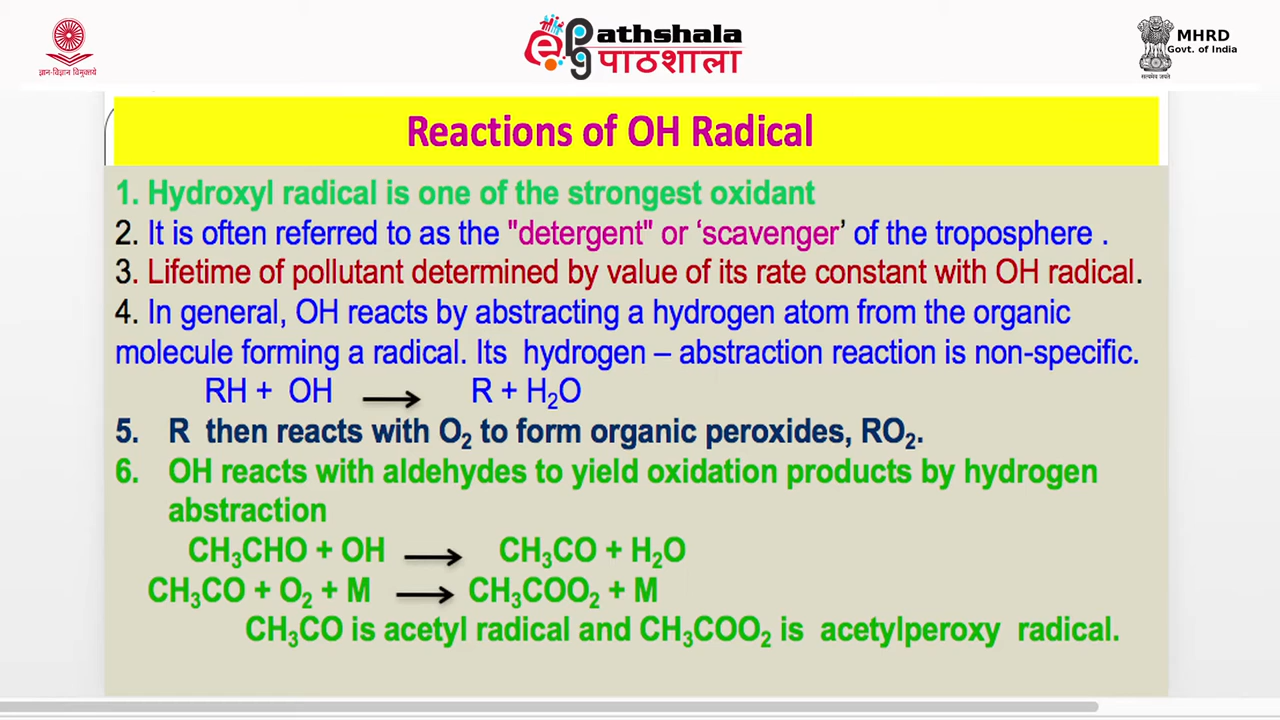 ज्ञान-विज्ञान विमुक्तये
ePathshala
पाठशाला
MHRD
Govt. of India
सत्यमेव जयते
Reactions of OH Radical
1. Hydroxyl radical is one of the strongest oxidant
2. It is often referred to as the "detergent" or ‘scavenger’ of the troposphere .
3. Lifetime of pollutant determined by value of its rate constant with OH radical.
4. In general, OH reacts by abstracting a hydrogen atom from the organic
molecule forming a radical. Its hydrogen – abstraction reaction is non-specific.
RH + OH ⟶ R + H₂O
5. R then reacts with O₂ to form organic peroxides, RO₂.
6. OH reacts with aldehydes to yield oxidation products by hydrogen
abstraction
CH₃CHO + OH ⟶ CH₃CO + H₂O
CH₃CO + O₂ + M ⟶ CH₃COO₂ + M
CH₃CO is acetyl radical and CH₃COO₂ is acetylperoxy radical.